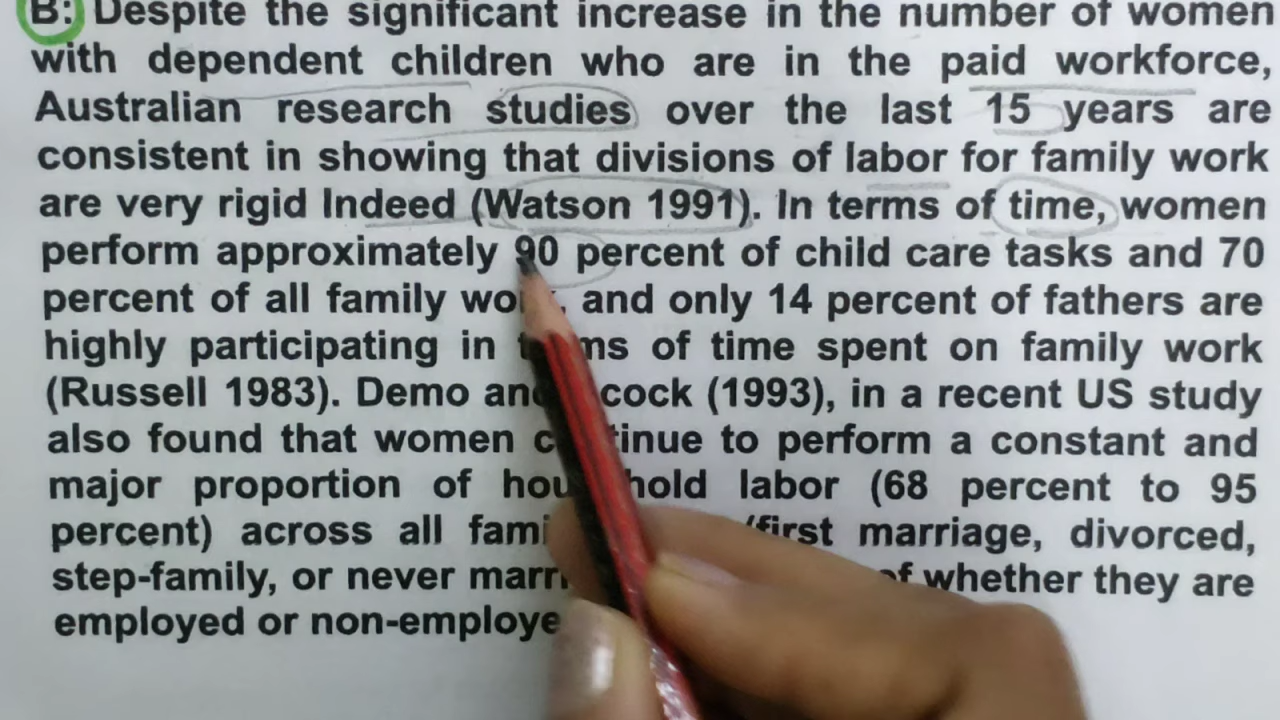 B: Despite the significant increase in the number of women
with dependent children who are in the paid workforce,
Australian research studies over the last 15 years are
consistent in showing that divisions of labor for family work
are very rigid Indeed (Watson 1991). In terms of time, women
perform approximately 90 percent of child care tasks and 70
percent of all family and only 14 percent of fathers are
highly participating in of time spent on family work
(Russell 1983). Demo (1993), in a recent US study
also found that women to perform a constant and
major proportion of labor (68 percent to 95
percent) across all (first marriage, divorced,
step-family, or never of whether they are
employed or